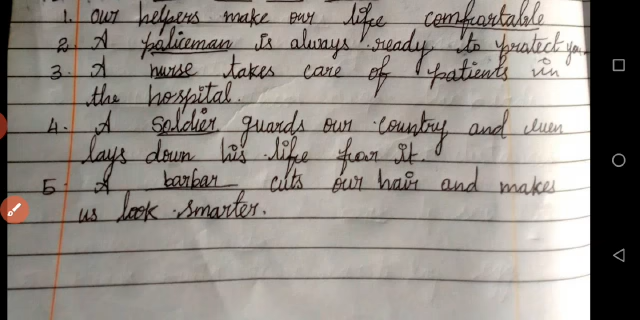 1. Our helpers make our life comfortable
2. A policeman is always ready to protect you.
3. A nurse takes care of patients in
the hospital.
4. A soldier guards our country and even
lays down his life for it.
5. A barbar cuts our hair and makes
us look smarter.